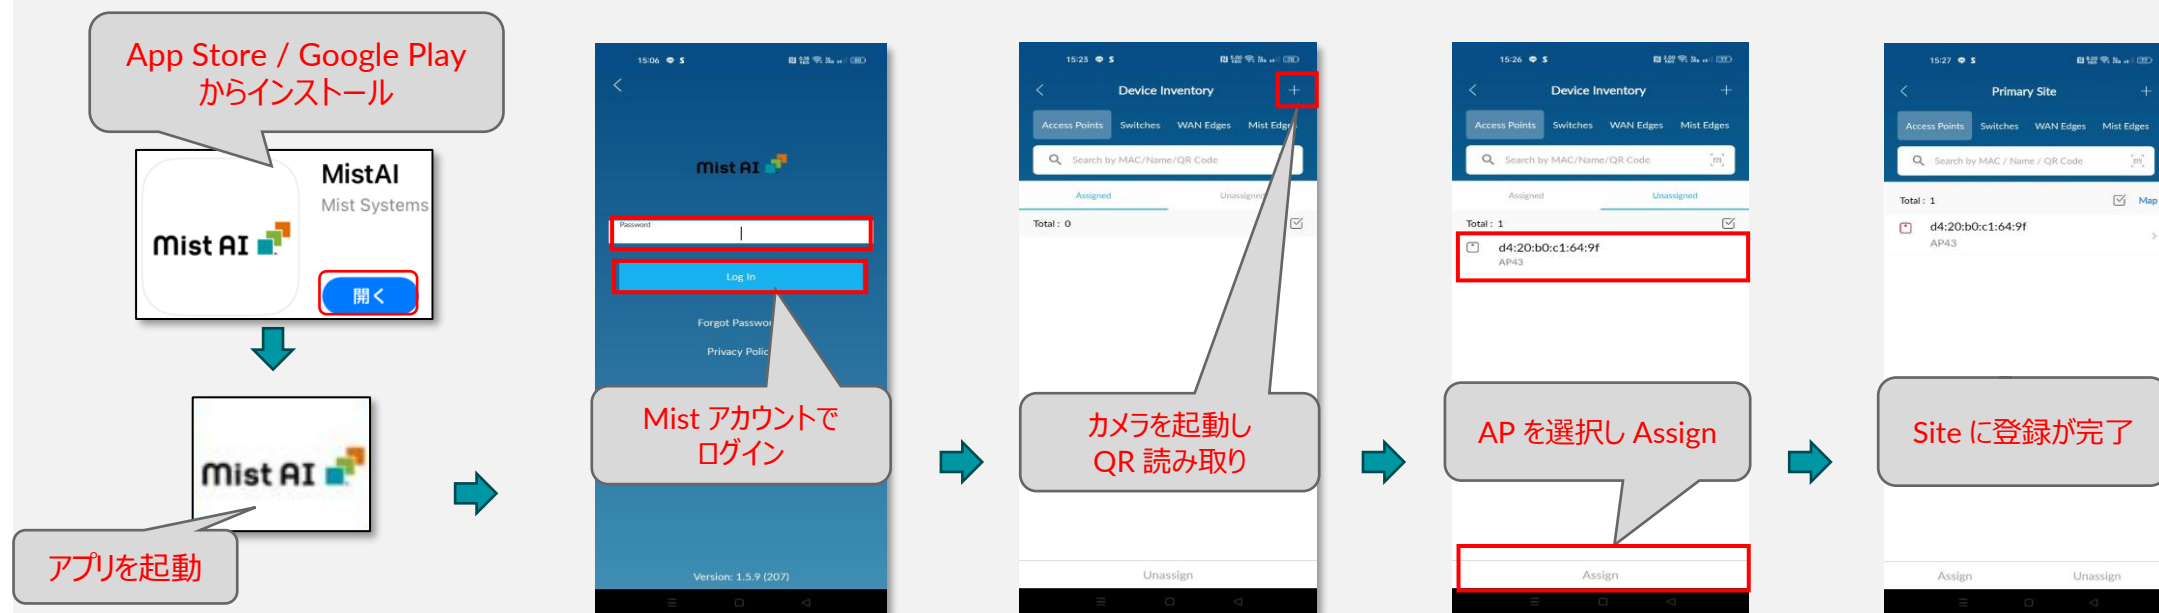 App Store / Google Play
からインストール
MistAI
Mist Systems
Mist AI
開く
Mist AI
アプリを起動
15:06
Mist AI
Password
Log In
Forgot Passwor
Privacy Polic
Mist アカウントで
ログイン
Version: 1.5.9 (207)
15:23
Device Inventory
Access Points Switches WAN Edges Mist Edges
Search by MAC/Name/QR Code
Assigned Unassigned
Total : 0
カメラを起動し
QR 読み取り
Unassign
15:26
Device Inventory
Access Points Switches WAN Edges Mist Edges
Search by MAC/Name/QR Code
Assigned Unassigned
Total : 1
d4:20:b0:c1:64:9f
AP43
AP を選択し Assign
Assign
15:27
Primary Site
Access Points Switches WAN Edges Mist Edges
Search by MAC / Name / QR Code
Total : 1 Map
d4:20:b0:c1:64:9f
AP43
Site に登録が完了
Assign Unassign